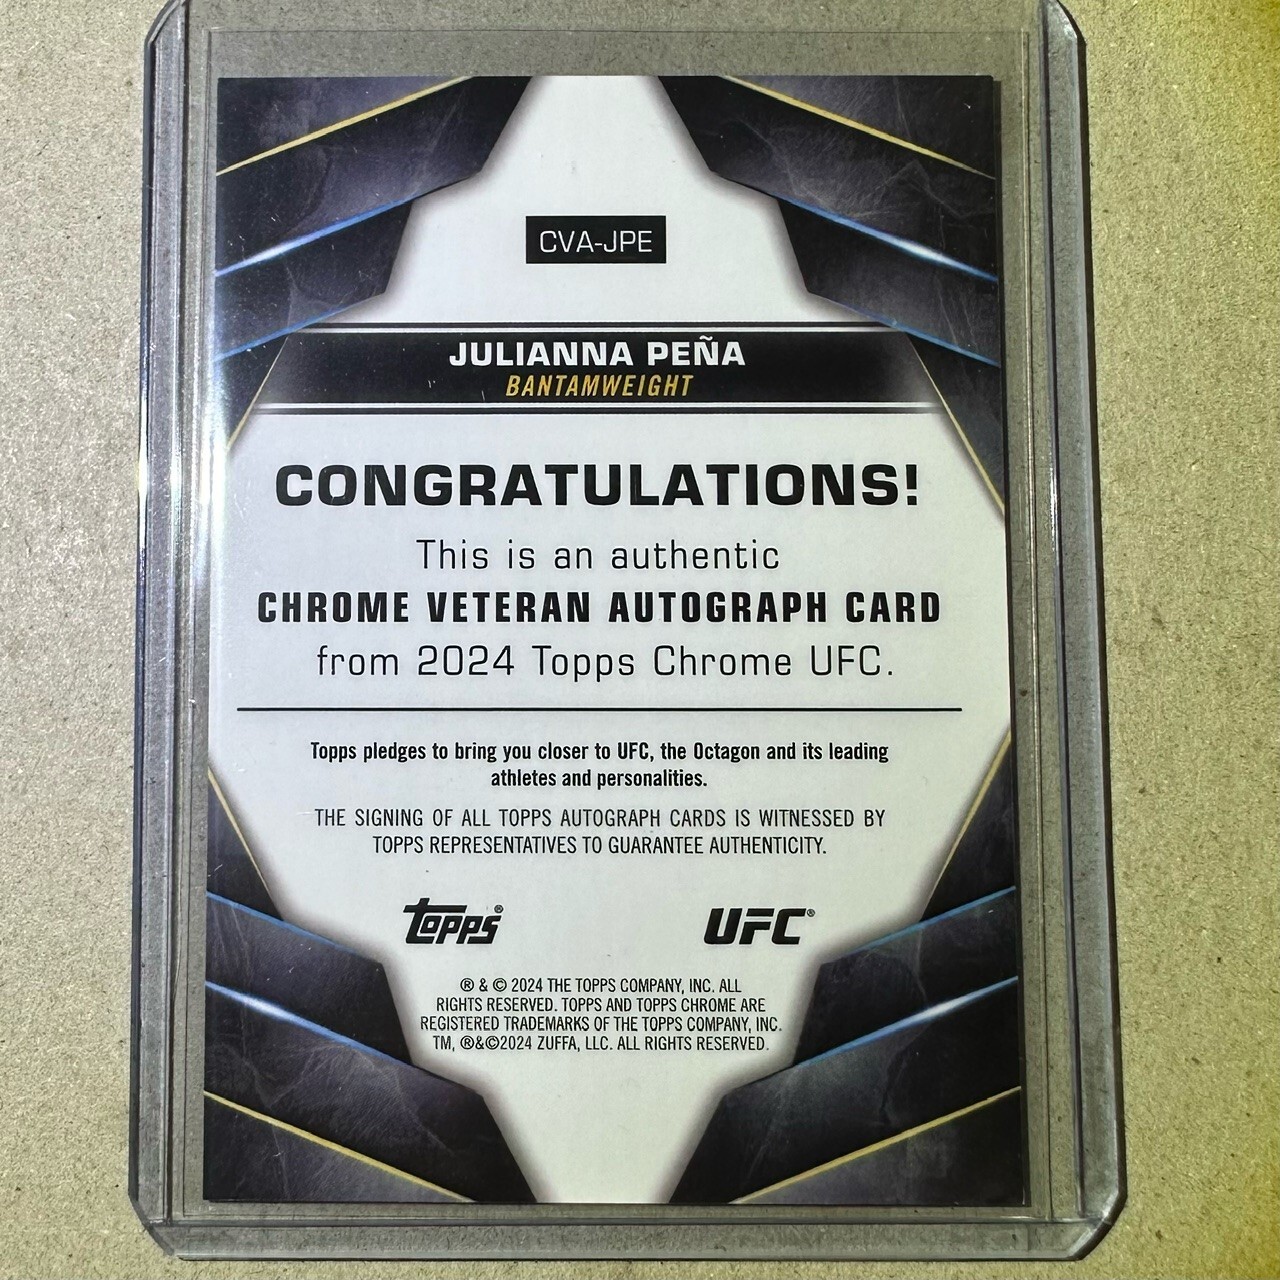 CVA-JPE
JULIANNA PEÑA
BANTAMWEIGHT
CONGRATULATIONS!
This is an authentic
CHROME VETERAN AUTOGRAPH CARD
from 2024 Topps Chrome UFC.
Topps pledges to bring you closer to UFC, the Octagon and its leading
athletes and personalities.
THE SIGNING OF ALL TOPPS AUTOGRAPH CARDS IS WITNESSED BY
TOPPS REPRESENTATIVES TO GUARANTEE AUTHENTICITY.
Topps® UFC®
® & © 2024 THE TOPPS COMPANY, INC. ALL
RIGHTS RESERVED. TOPPS AND TOPPS CHROME ARE
REGISTERED TRADEMARKS OF THE TOPPS COMPANY, INC.
TM, ®&©2024 ZUFFA, LLC. ALL RIGHTS RESERVED.